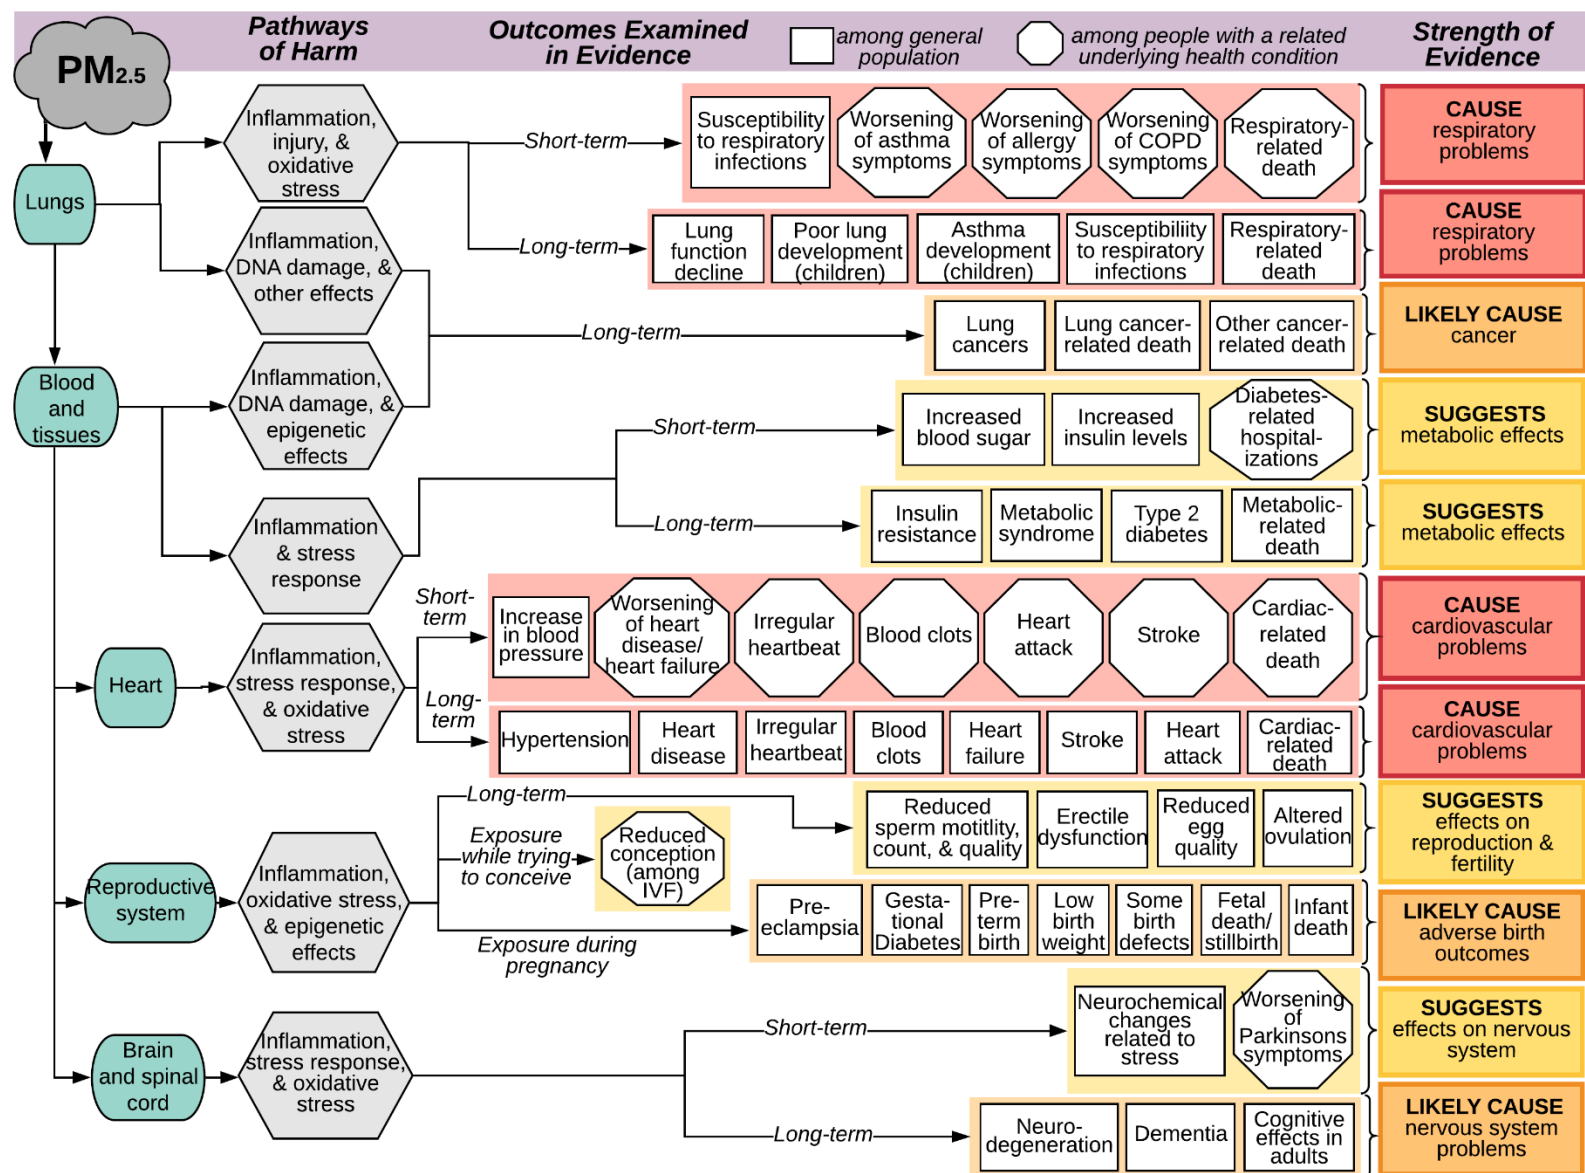 PM2.5
Pathways
of Harm
Outcomes Examined
in Evidence
among general
population
among people with a related
underlying health condition
Strength of
Evidence
Lungs
Inflammation,
injury, &
oxidative
stress
Short-term
Susceptibility
to respiratory
infections
Worsening
of asthma
symptoms
Worsening
of allergy
symptoms
Worsening
of COPD
symptoms
Respiratory-
related
death
CAUSE
respiratory
problems
Long-term
Lung
function
decline
Poor lung
development
(children)
Asthma
development
(children)
Susceptibiliity
to respiratory
infections
Respiratory-
related
death
CAUSE
respiratory
problems
Inflammation,
DNA damage, &
other effects
Long-term
Lung
cancers
Lung cancer-
related death
Other cancer-
related death
LIKELY CAUSE
cancer
Blood
and
tissues
Inflammation,
DNA damage, &
epigenetic
effects
Short-term
Increased
blood sugar
Increased
insulin levels
Diabetes-
related
hospital-
izations
SUGGESTS
metabolic effects
Inflammation
& stress
response
Long-term
Insulin
resistance
Metabolic
syndrome
Type 2
diabetes
Metabolic-
related
death
SUGGESTS
metabolic effects
Heart
Inflammation,
stress response,
& oxidative
stress
Short-
term
Increase
in blood
pressure
Worsening
of heart
disease/
heart failure
Irregular
heartbeat
Blood clots
Heart
attack
Stroke
Cardiac-
related
death
CAUSE
cardiovascular
problems
Long-
term
Hypertension
Heart
disease
Irregular
heartbeat
Blood
clots
Heart
failure
Stroke
Heart
attack
Cardiac-
related
death
CAUSE
cardiovascular
problems
Reproductive
system
Inflammation,
oxidative stress,
& epigenetic
effects
Long-term
Reduced
sperm motitlity,
count, & quality
Erectile
dysfunction
Reduced
egg
quality
Altered
ovulation
SUGGESTS
effects on
reproduction &
fertility
Exposure
while trying
to conceive
Reduced
conception
(among
IVF)
Exposure during
pregnancy
Pre-
eclampsia
Gesta-
tional
Diabetes
Pre-
term
birth
Low
birth
weight
Some
birth
defects
Fetal
death/
stillbirth
Infant
death
LIKELY CAUSE
adverse birth
outcomes
Brain
and spinal
cord
Inflammation,
stress response,
& oxidative
stress
Short-term
Neurochemical
changes
related to
stress
Worsening
of
Parkinsons
symptoms
SUGGESTS
effects on nervous
system
Long-term
Neuro-
degeneration
Dementia
Cognitive
effects in
adults
LIKELY CAUSE
nervous system
problems